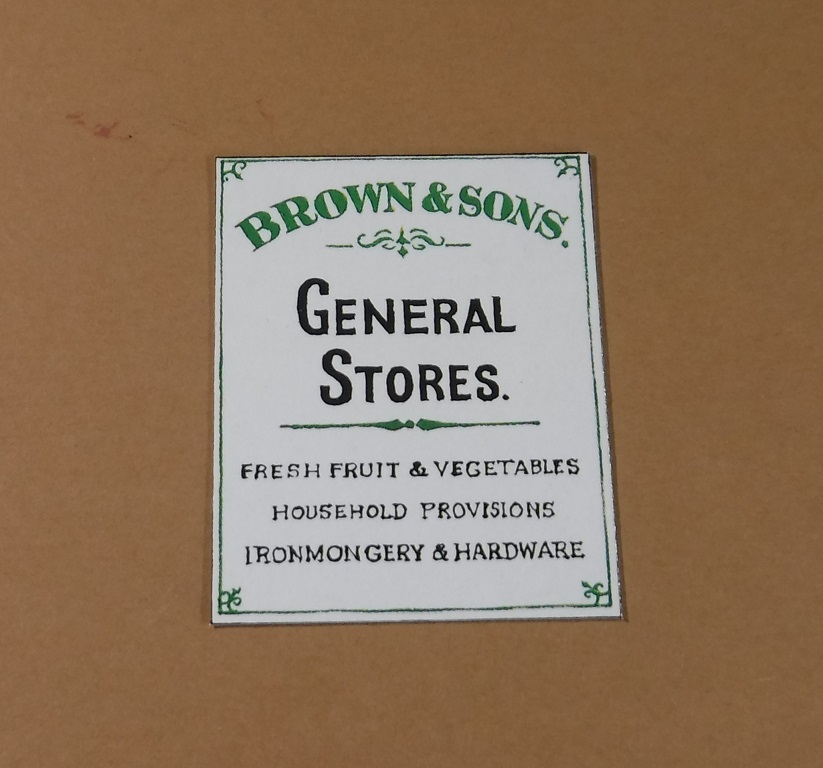 BROWN & SONS.
GENERAL
STORES.
FRESH FRUIT & VEGETABLES
HOUSEHOLD PROVISIONS
IRONMONGERY & HARDWARE